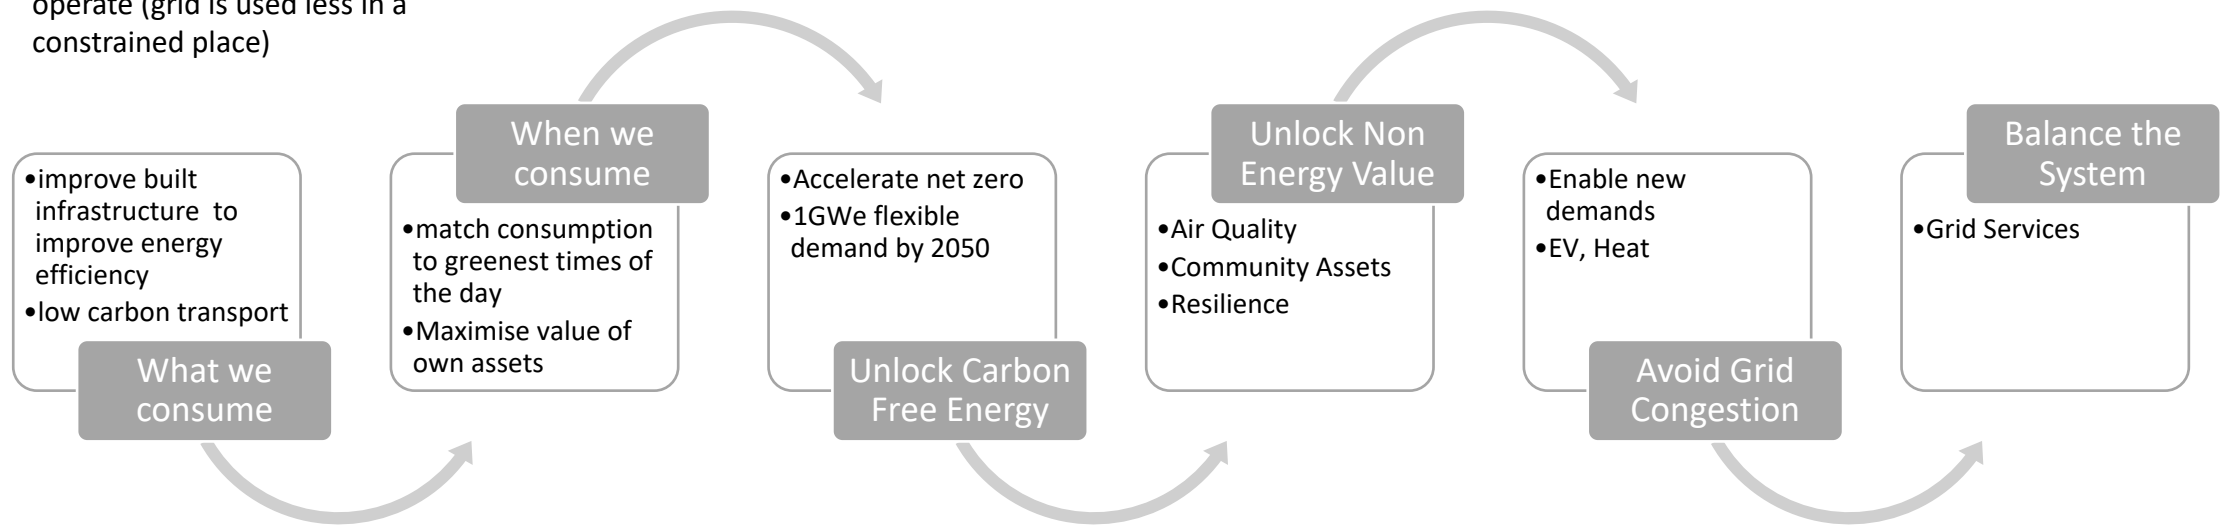 operate (grid is used less in a
constrained place)
•improve built
infrastructure to
improve energy
efficiency
•low carbon transport
What we
consume
When we
consume
•match consumption
to greenest times of
the day
•Maximise value of
own assets
•Accelerate net zero
•1GWe flexible
demand by 2050
Unlock Carbon
Free Energy
Unlock Non
Energy Value
•Air Quality
•Community Assets
•Resilience
•Enable new
demands
•EV, Heat
Avoid Grid
Congestion
Balance the
System
•Grid Services